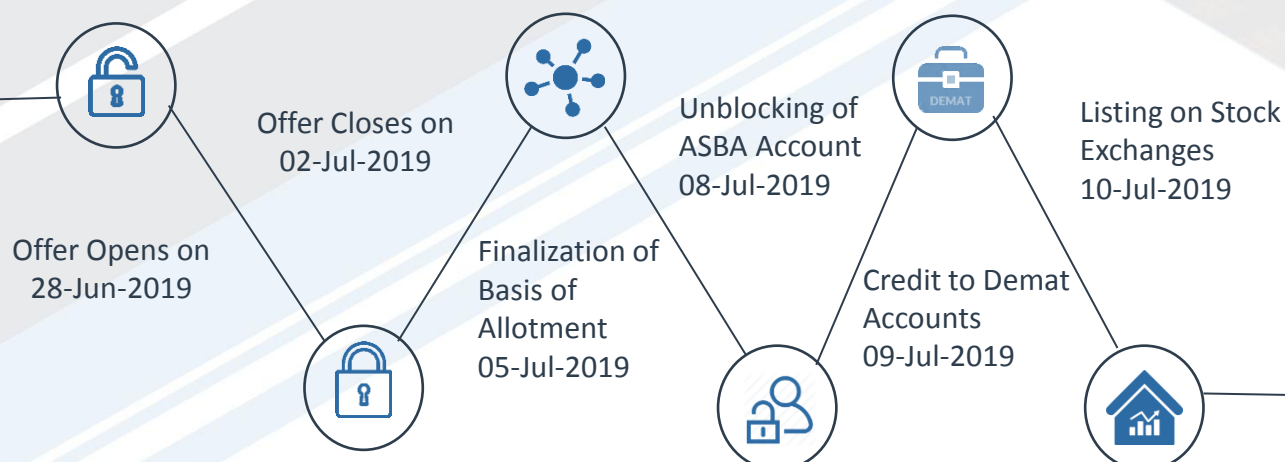 Offer Opens on
28-Jun-2019
Offer Closes on
02-Jul-2019
Finalization of
Basis of
Allotment
05-Jul-2019
Unblocking of
ASBA Account
08-Jul-2019
DEMAT
Credit to Demat
Accounts
09-Jul-2019
Listing on Stock
Exchanges
10-Jul-2019